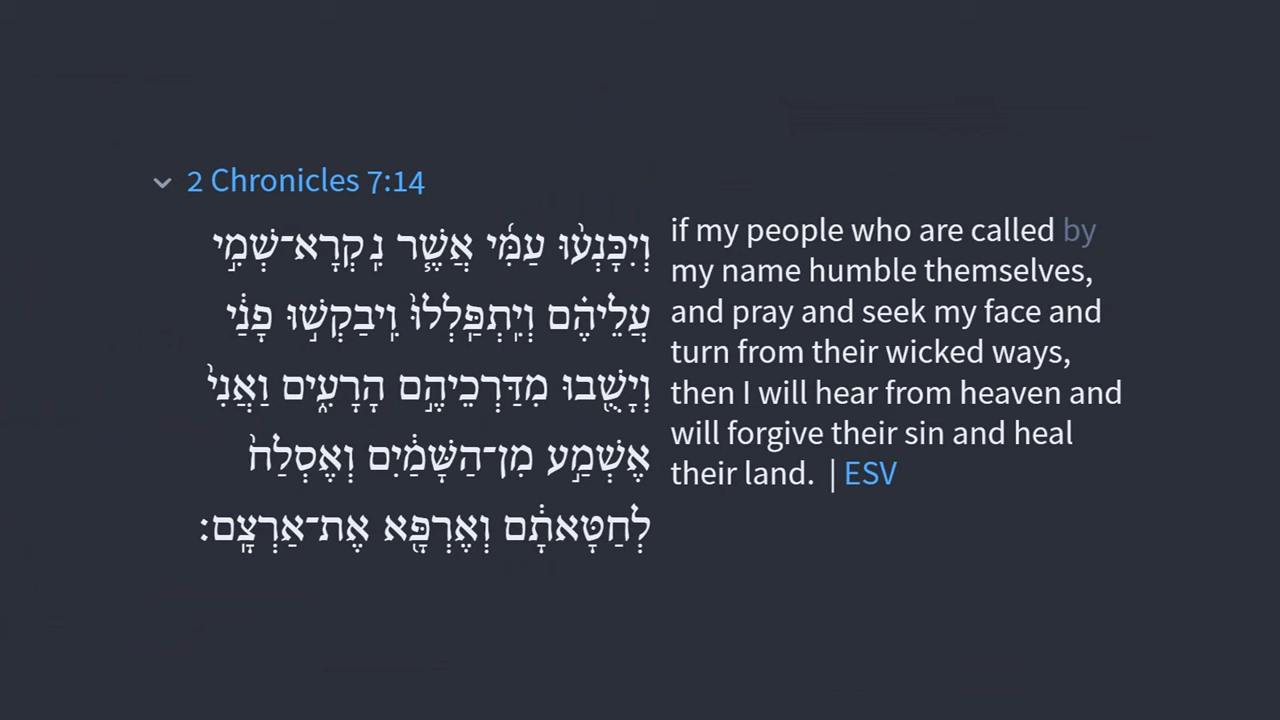 2 Chronicles 7:14
וְיִכָּנְע֨וּ עַמִּ֜י אֲשֶׁ֧ר נִֽקְרָא־שְׁמִ֣י
עֲלֵיהֶ֗ם וְיִֽתְפַּֽלְלוּ֙ וִֽיבַקְשׁ֣וּ פָנַ֔י
וְיָשֻׁ֖בוּ מִדַּרְכֵיהֶ֣ם הָרָעִ֑ים וַאֲנִי֙
אֶשְׁמַ֣ע מִן־הַשָּׁמַ֔יִם וְאֶסְלַח֙
לְחַטָּאתָ֔ם וְאֶרְפָּ֖א אֶת־אַרְצָֽם׃
if my people who are called by
my name humble themselves,
and pray and seek my face and
turn from their wicked ways,
then I will hear from heaven and
will forgive their sin and heal
their land. | ESV